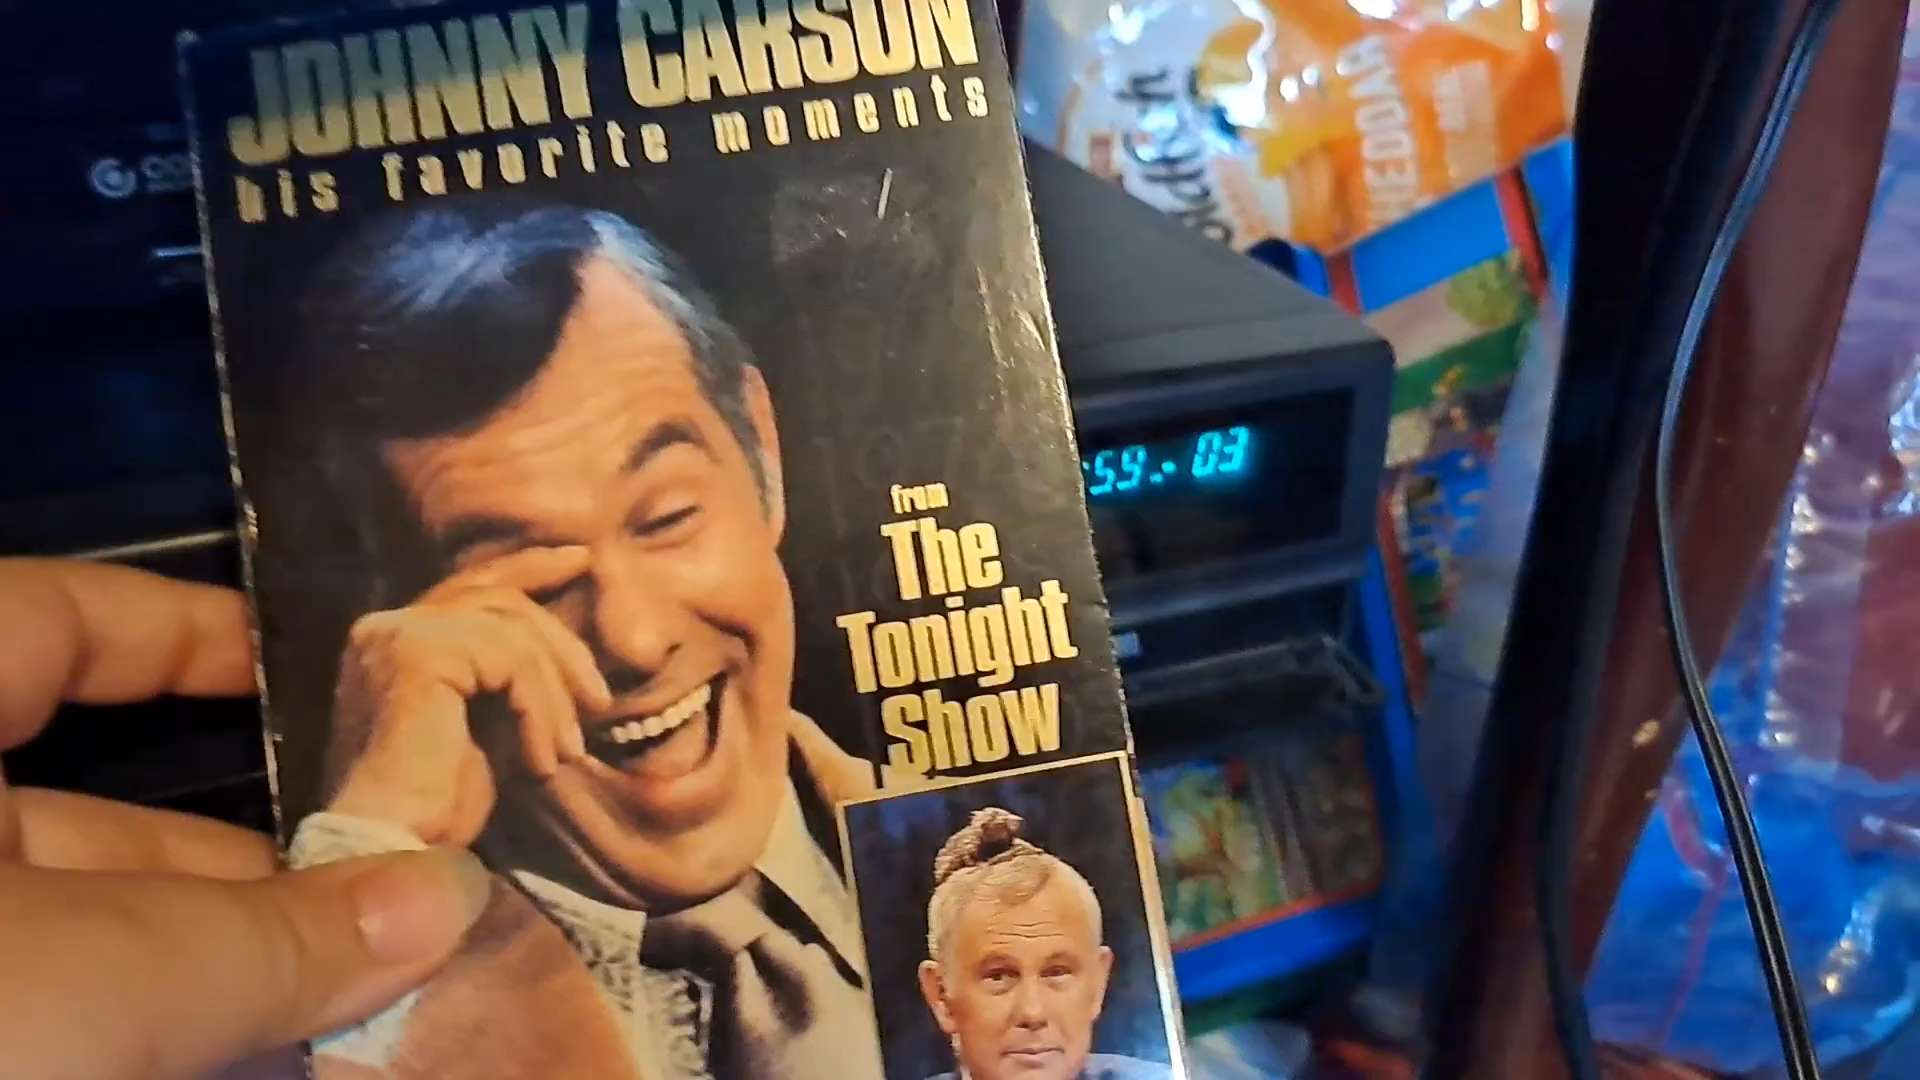 JOHNNY CARSON
his favorite moments
from
The
Tonight
Show
:59 03